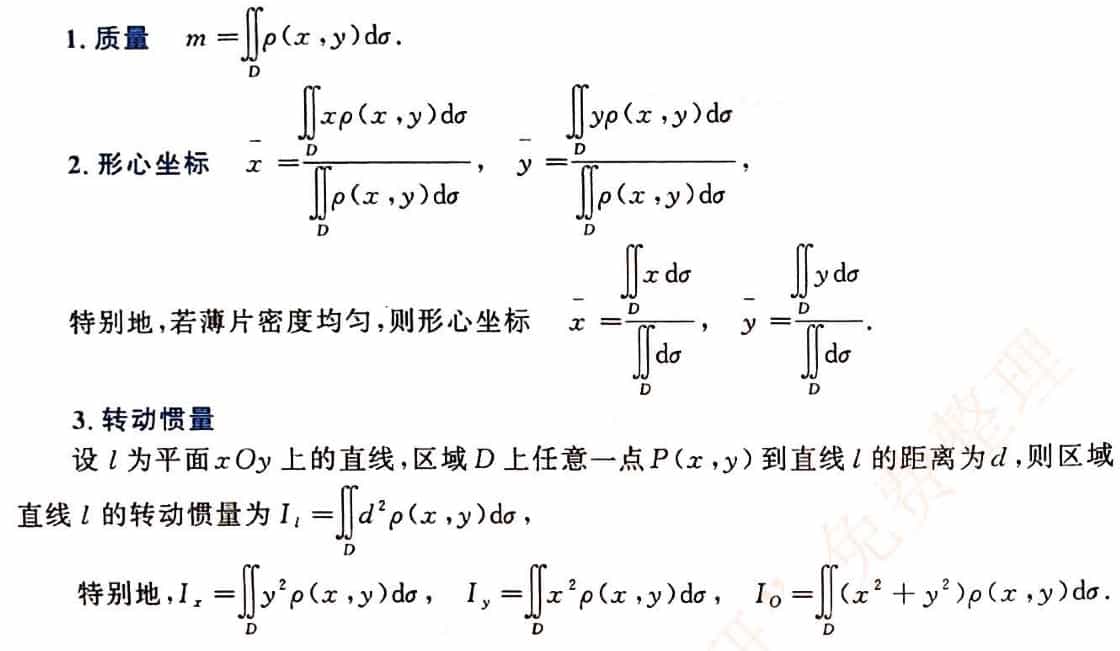 1. 质量 $m=\iint\limits_{D}\rho(x,y)\mathrm{d}\sigma.$
2. 形心坐标 $\bar{x}=\frac{\iint\limits_{D}x\rho(x,y)\mathrm{d}\sigma}{\iint\limits_{D}\rho(x,y)\mathrm{d}\sigma},\ \bar{y}=\frac{\iint\limits_{D}y\rho(x,y)\mathrm{d}\sigma}{\iint\limits_{D}\rho(x,y)\mathrm{d}\sigma},$
特别地,若薄片密度均匀,则形心坐标 $\bar{x}=\frac{\iint\limits_{D}x\,\mathrm{d}\sigma}{\iint\limits_{D}\mathrm{d}\sigma},\ \bar{y}=\frac{\iint\limits_{D}y\,\mathrm{d}\sigma}{\iint\limits_{D}\mathrm{d}\sigma}.$
3. 转动惯量
设 $l$ 为平面 $xOy$ 上的直线,区域 $D$ 上任意一点 $P(x,y)$ 到直线 $l$ 的距离为 $d$,则区域
直线 $l$ 的转动惯量为 $I_l=\iint\limits_{D}d^2\rho(x,y)\mathrm{d}\sigma,$
特别地,$I_x=\iint\limits_{D}y^2\rho(x,y)\mathrm{d}\sigma,\ I_y=\iint\limits_{D}x^2\rho(x,y)\mathrm{d}\sigma,\ I_O=\iint\limits_{D}(x^2+y^2)\rho(x,y)\mathrm{d}\sigma.$
免费整理